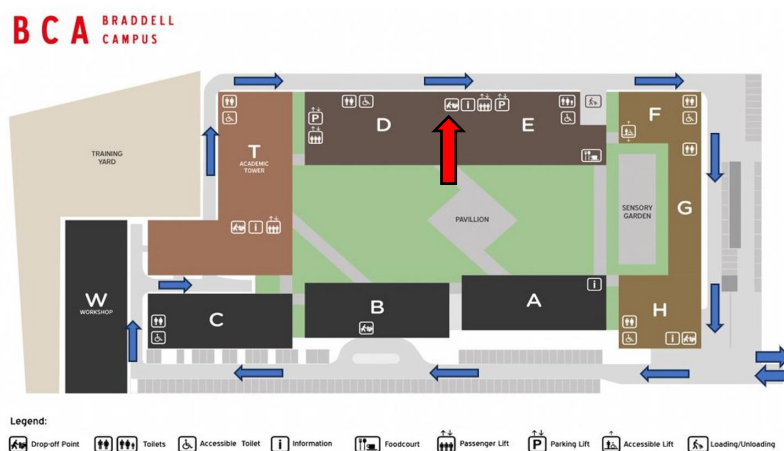 BCA BRADDELL
CAMPUS
TRAINING
YARD
T
ACADEMIC
TOWER
D
E
F
G
PAVILLION
SENSORY
GARDEN
W
WORKSHOP
C
B
A
H
Legend:
Drop-off Point
Toilets
Accessible Toilet
i Information
Foodcourt
Passenger Lift
P Parking Lift
Accessible Lift
Loading/Unloading